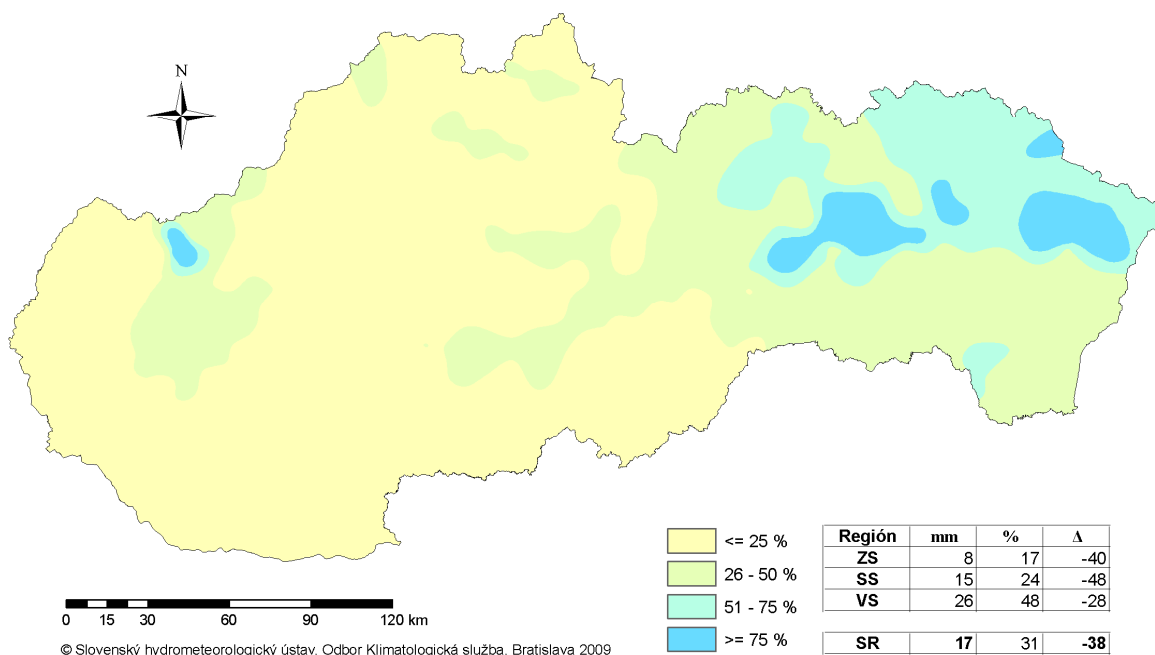 N
<= 25 %
26 - 50 %
51 - 75 %
>= 75 %
Región mm % Δ
ZS 8 17 -40
SS 15 24 -48
VS 26 48 -28
SR 17 31 -38
0 15 30 60 90 120 km
© Slovenský hydrometeorologický ústav, Odbor Klimatologická služba, Bratislava 2009